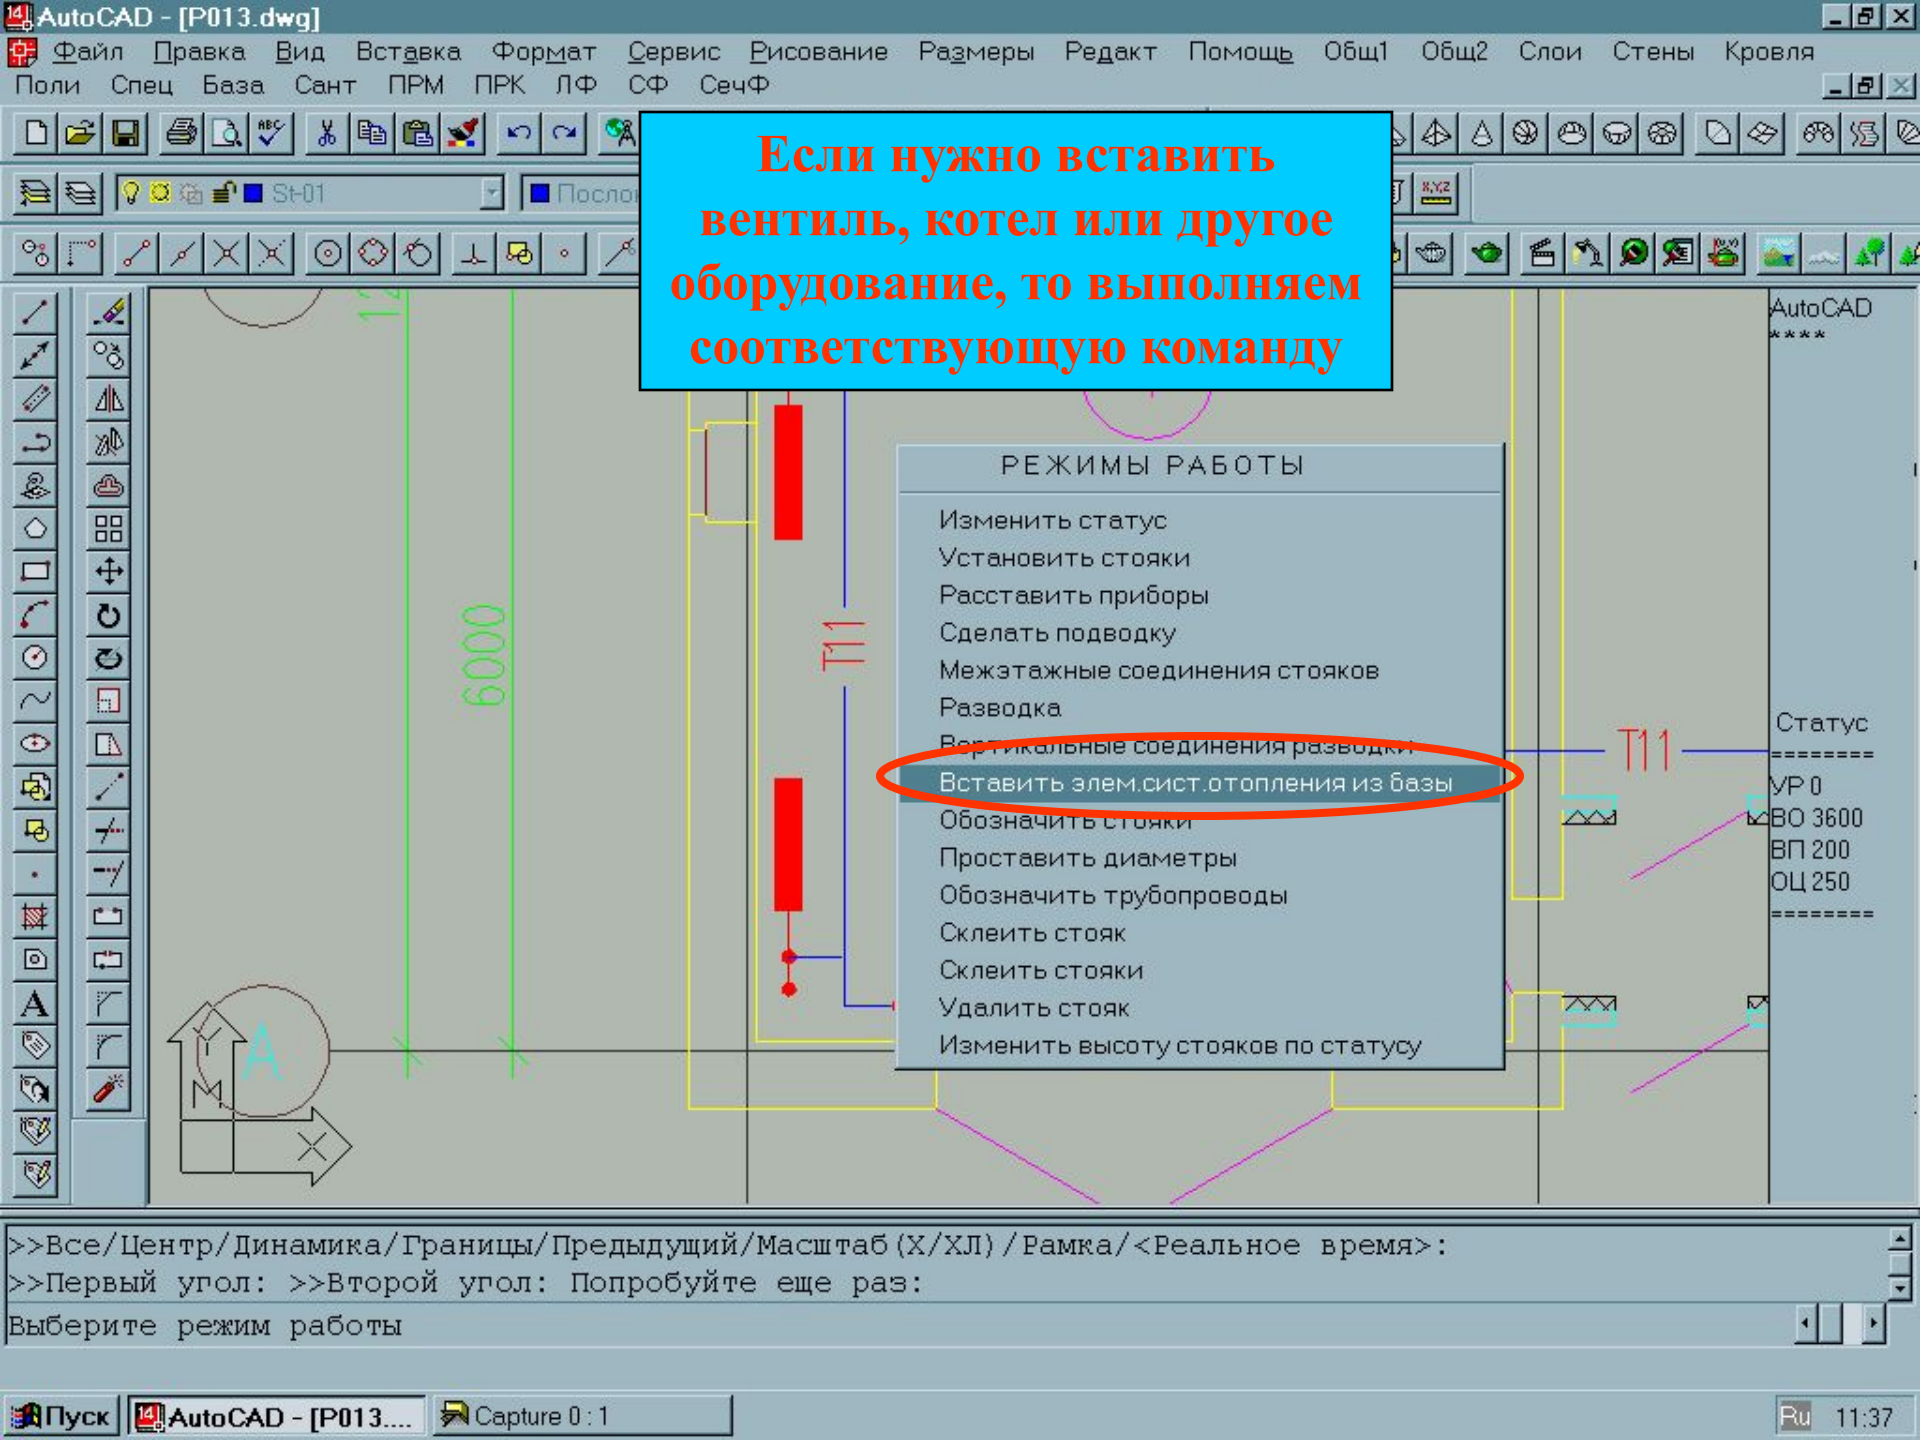 AutoCAD - [P013.dwg]
Файл Правка Вид Вставка Формат Сервис Рисование Размеры Редакт Помощь Общ1 Общ2 Слои Стены Кровля
Поли Спец База Сант ПРМ ПРК ЛФ СФ СечФ
St-01
Если нужно вставить
вентиль, котел или другое
оборудование, то выполняем
соответствующую команду
AutoCAD
****
6000
T11
РЕЖИМЫ РАБОТЫ
Изменить статус
Установить стояки
Расставить приборы
Сделать подводку
Межэтажные соединения стояков
Разводка
Вертикальные соединения разводки
Вставить элем.сист.отопления из базы
Обозначить стояки
Проставить диаметры
Обозначить трубопроводы
Склеить стояк
Склеить стояки
Удалить стояк
Изменить высоту стояков по статусу
T11
Статус
========
УР 0
ВО 3600
ВП 200
ОЦ 250
========
А
Y
M
X
>>Все/Центр/Динамика/Границы/Предыдущий/Масштаб(Х/ХЛ)/Рамка/<Реальное время>:
>>Первый угол: >>Второй угол: Попробуйте еще раз:
Выберите режим работы
Пуск AutoCAD - [P013.... Capture 0 : 1 Ru 11:37